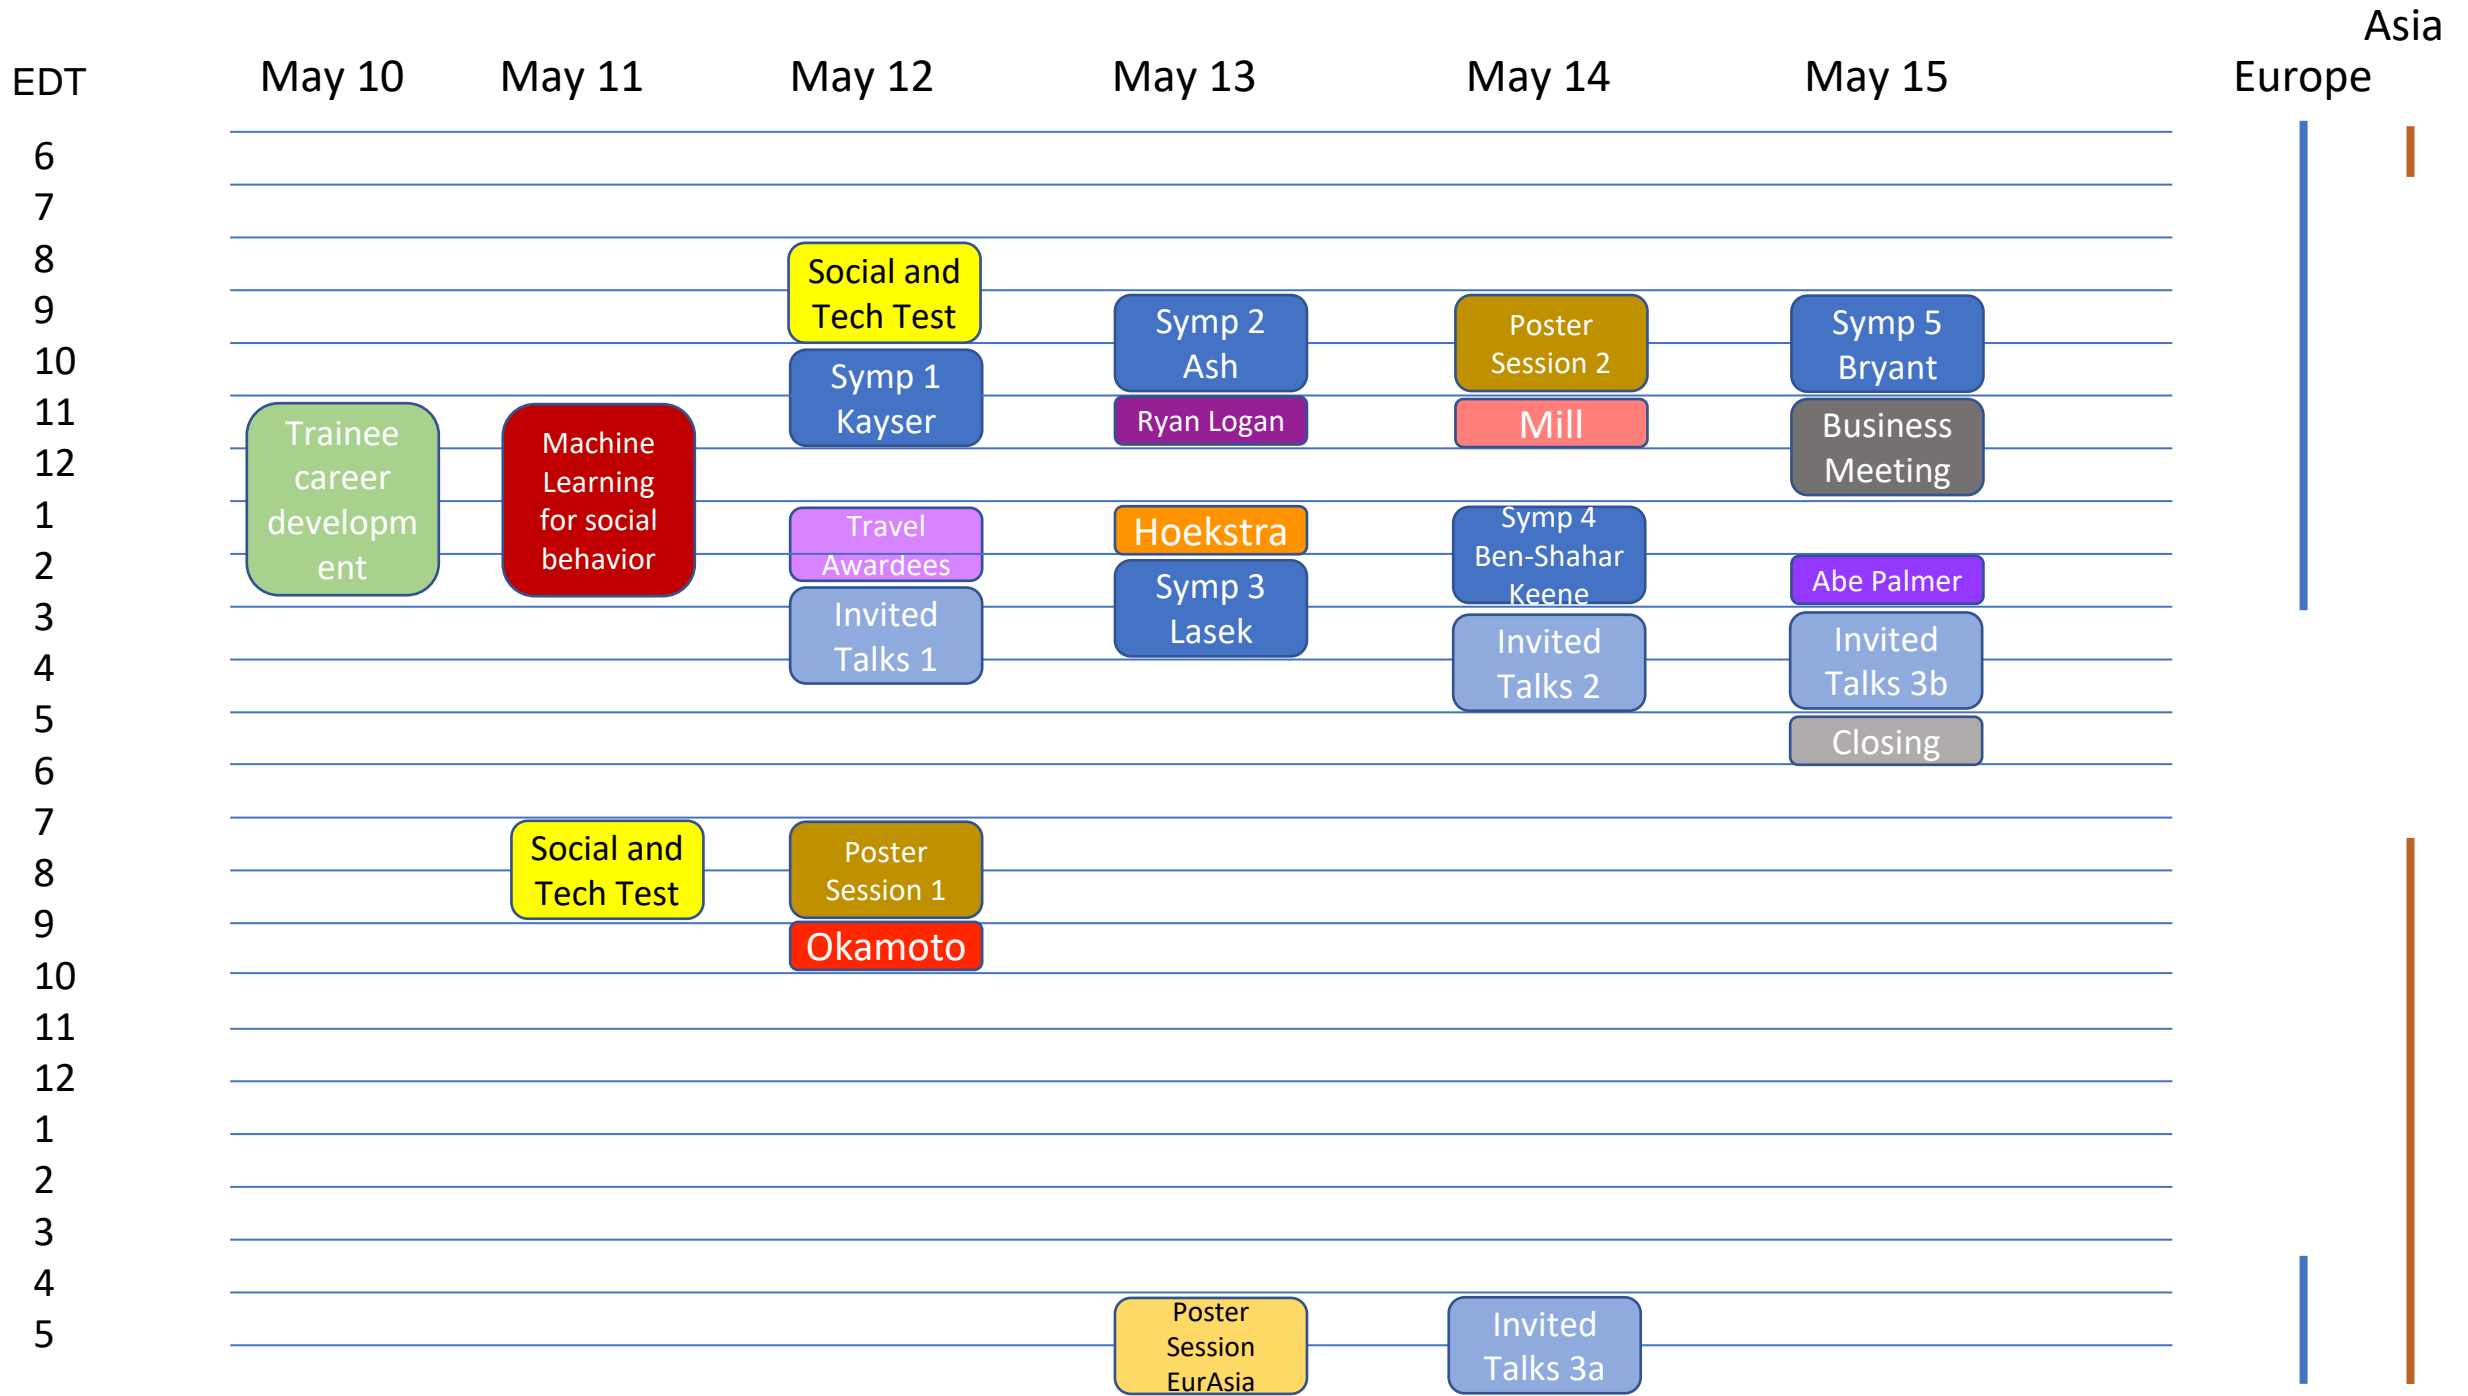 Asia
EDT
May 10
May 11
May 12
May 13
May 14
May 15
Europe
6
7
8
9
10
11
12
1
2
3
4
5
6
7
8
9
10
11
12
1
2
3
4
5
Trainee
career
developm
ent
Machine
Learning
for social
behavior
Social and
Tech Test
Social and
Tech Test
Symp 1
Kayser
Travel
Awardees
Invited
Talks 1
Poster
Session 1
Okamoto
Symp 2
Ash
Ryan Logan
Hoekstra
Symp 3
Lasek
Poster
Session
EurAsia
Poster
Session 2
Mill
Symp 4
Ben-Shahar
Keene
Invited
Talks 2
Invited
Talks 3a
Symp 5
Bryant
Business
Meeting
Abe Palmer
Invited
Talks 3b
Closing